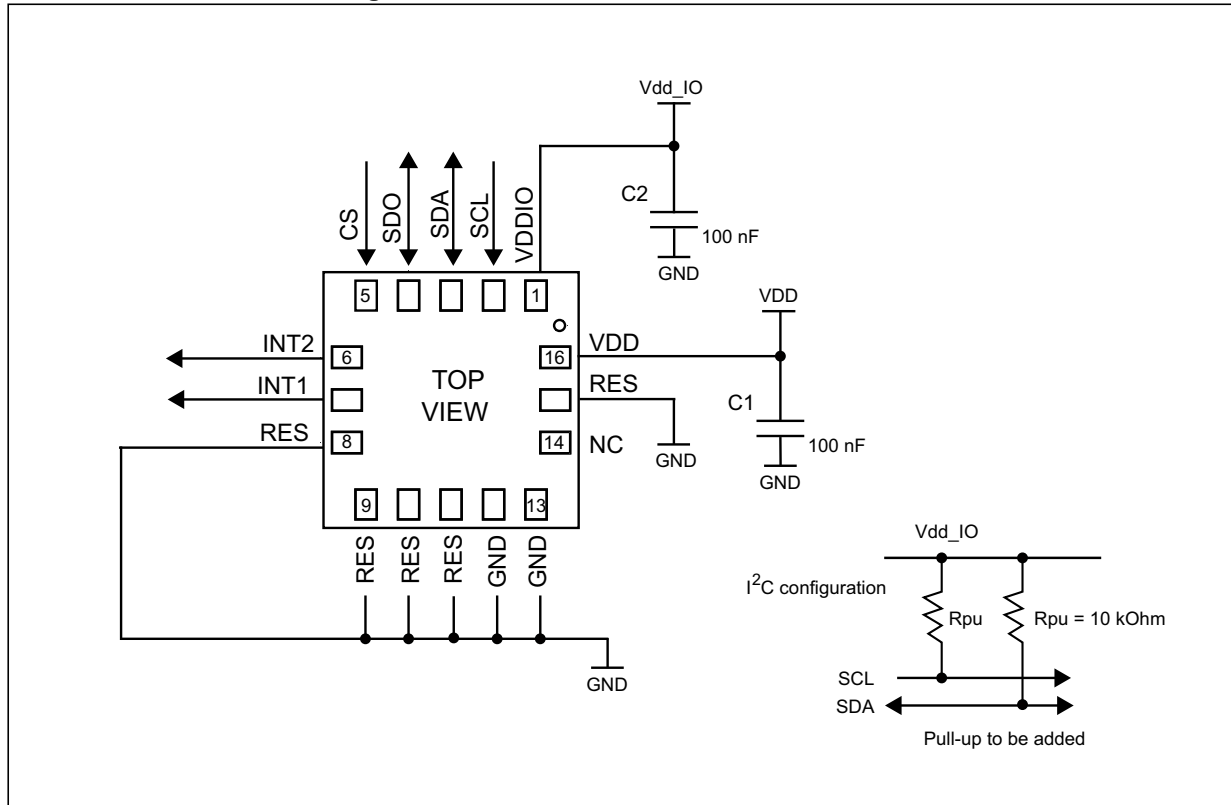 Vdd_IO
C2
100 nF
GND
CS
SDO
SDA
SCL
VDDIO
5
1
VDD
INT2
6
16
VDD
INT1
TOP
VIEW
RES
C1
100 nF
RES
8
14
NC
GND
GND
9
13
RES
RES
RES
GND
GND
GND
Vdd_IO
I2C configuration
Rpu
Rpu = 10 kOhm
SCL
SDA
Pull-up to be added